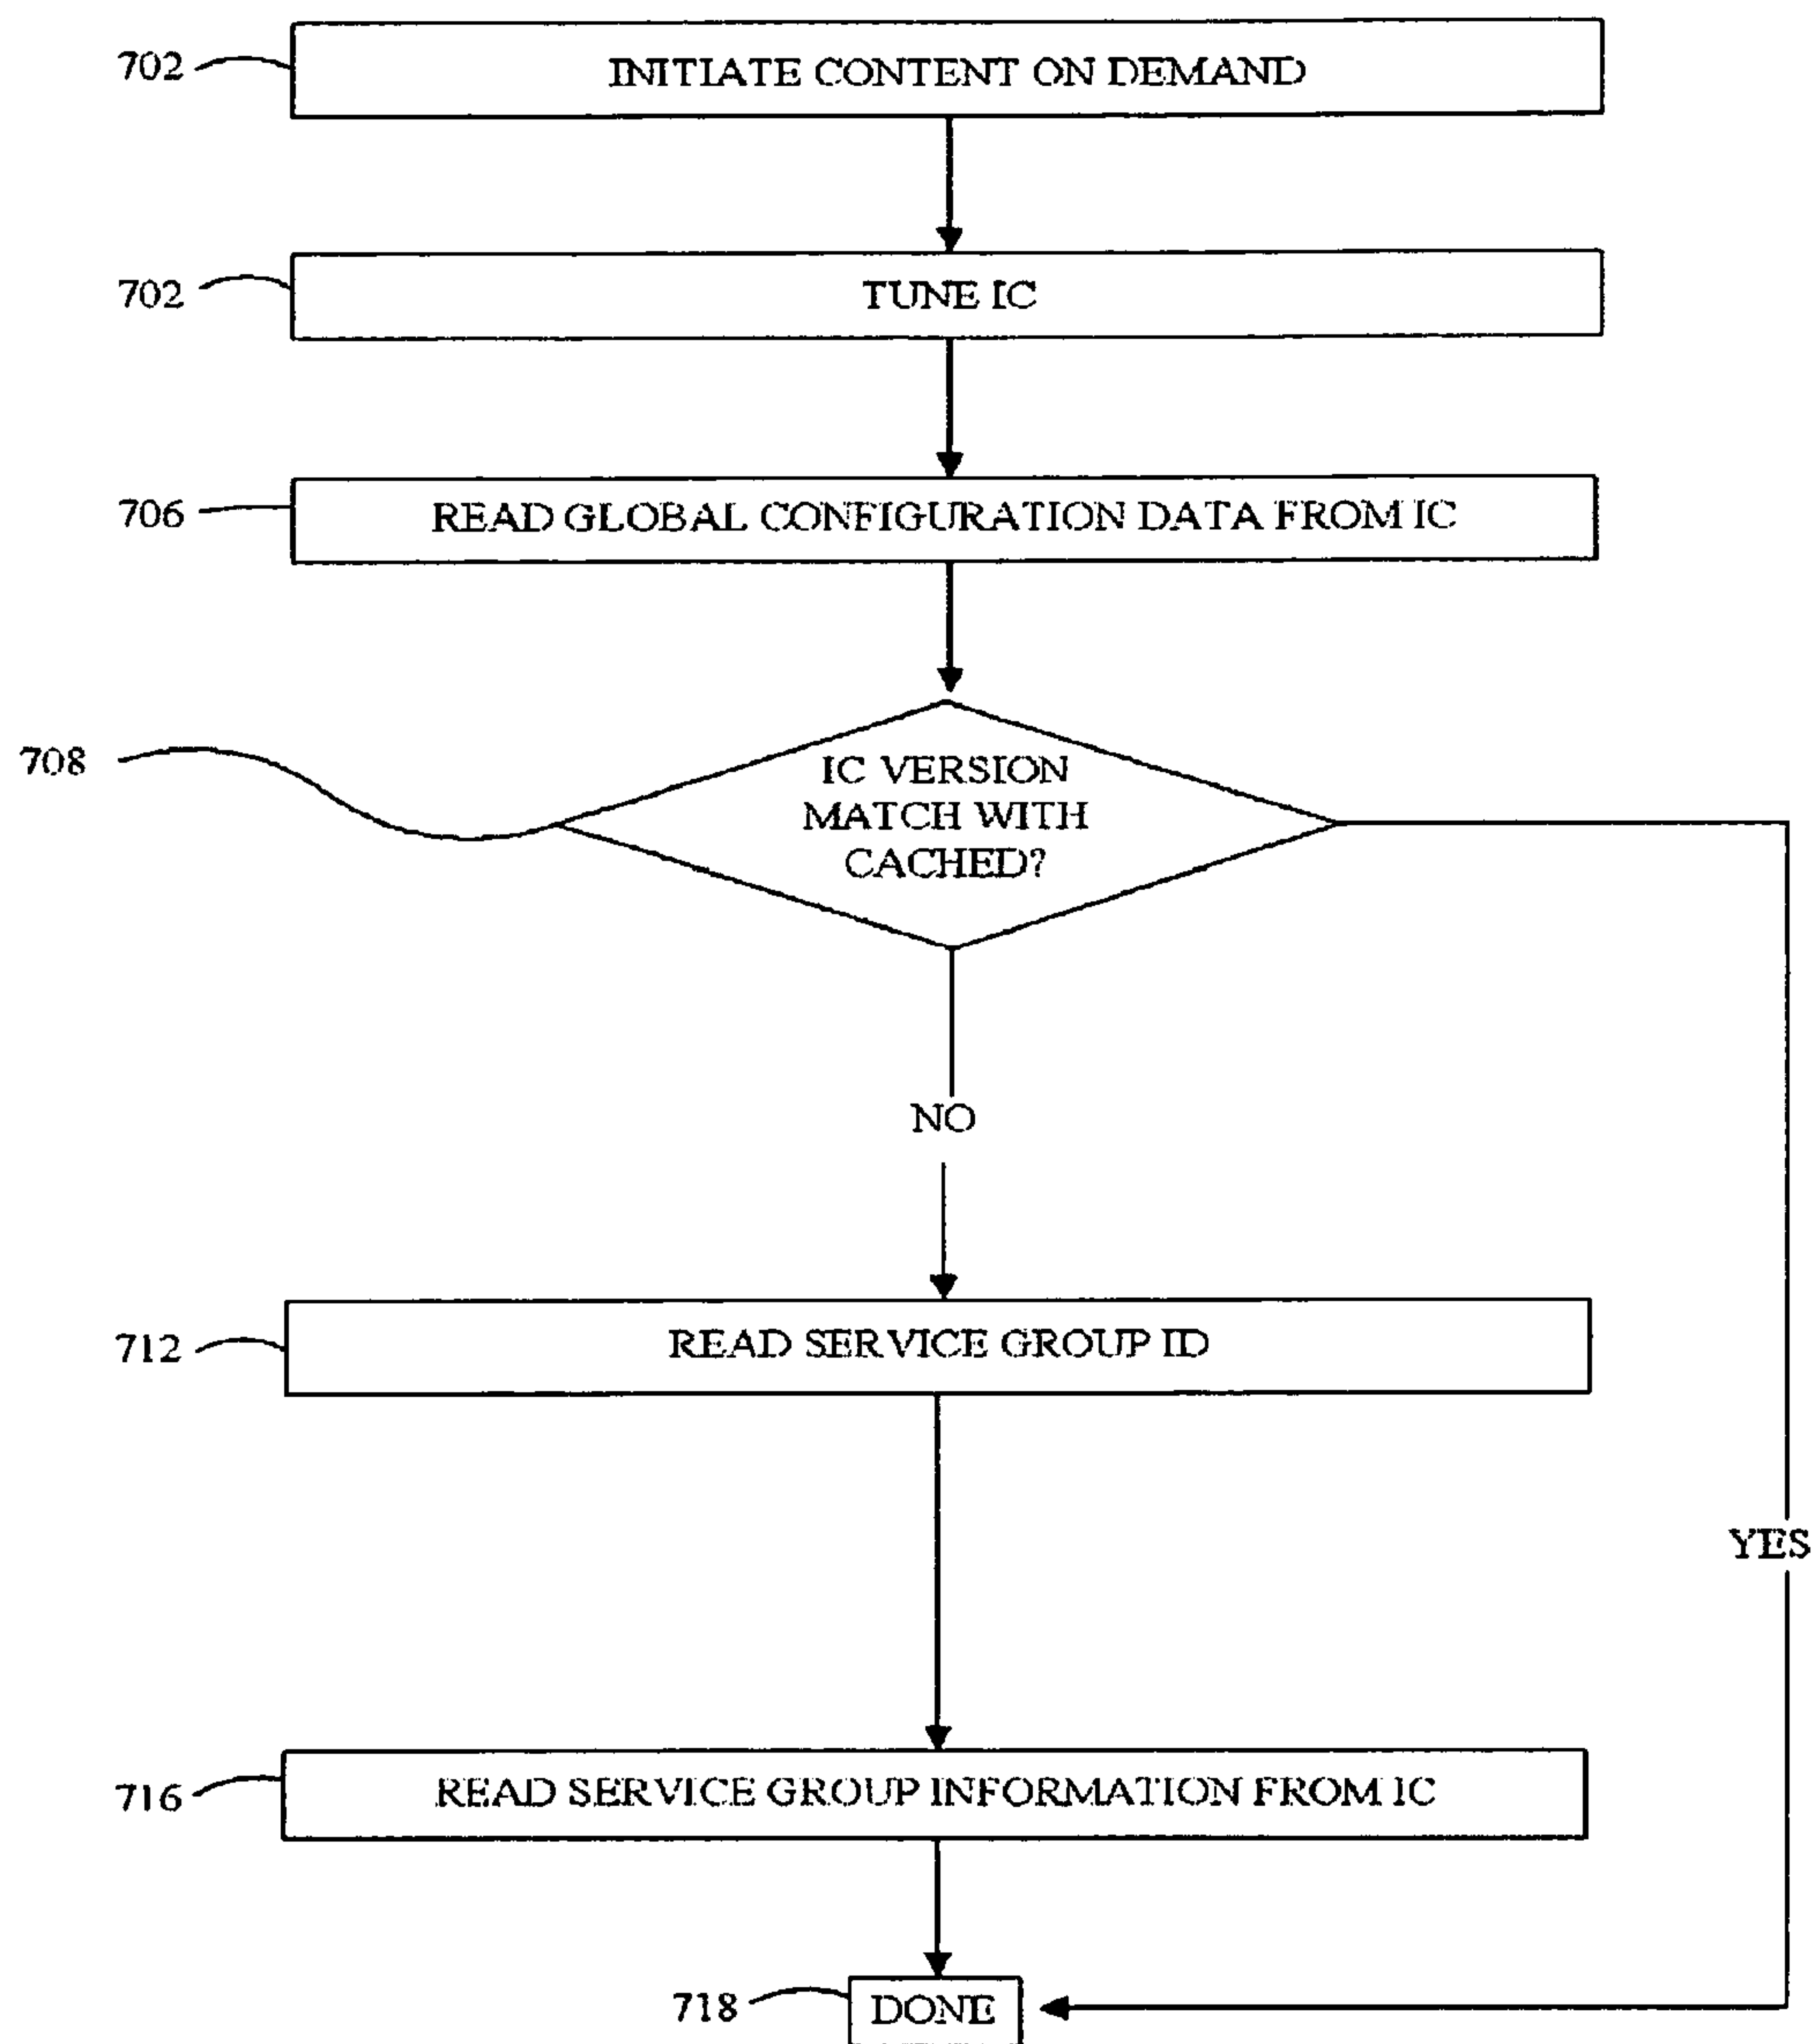 702
INITIATE CONTENT ON DEMAND
702
TUNE IC
706
READ GLOBAL CONFIGURATION DATA FROM IC
708
IC VERSION
MATCH WITH
CACHED?
NO
712
READ SERVICE GROUP ID
YES
716
READ SERVICE GROUP INFORMATION FROM IC
718
DONE